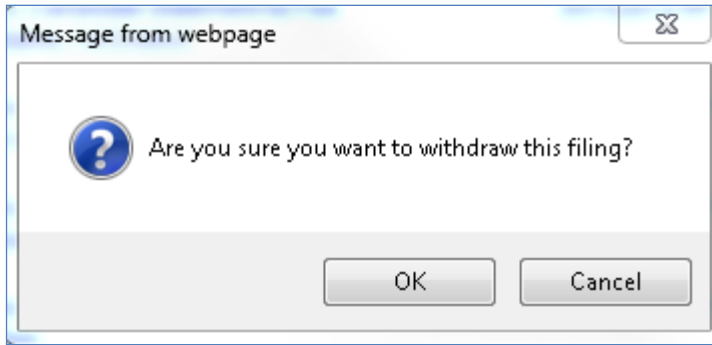 Message from webpage
Are you sure you want to withdraw this filing?
OK
Cancel